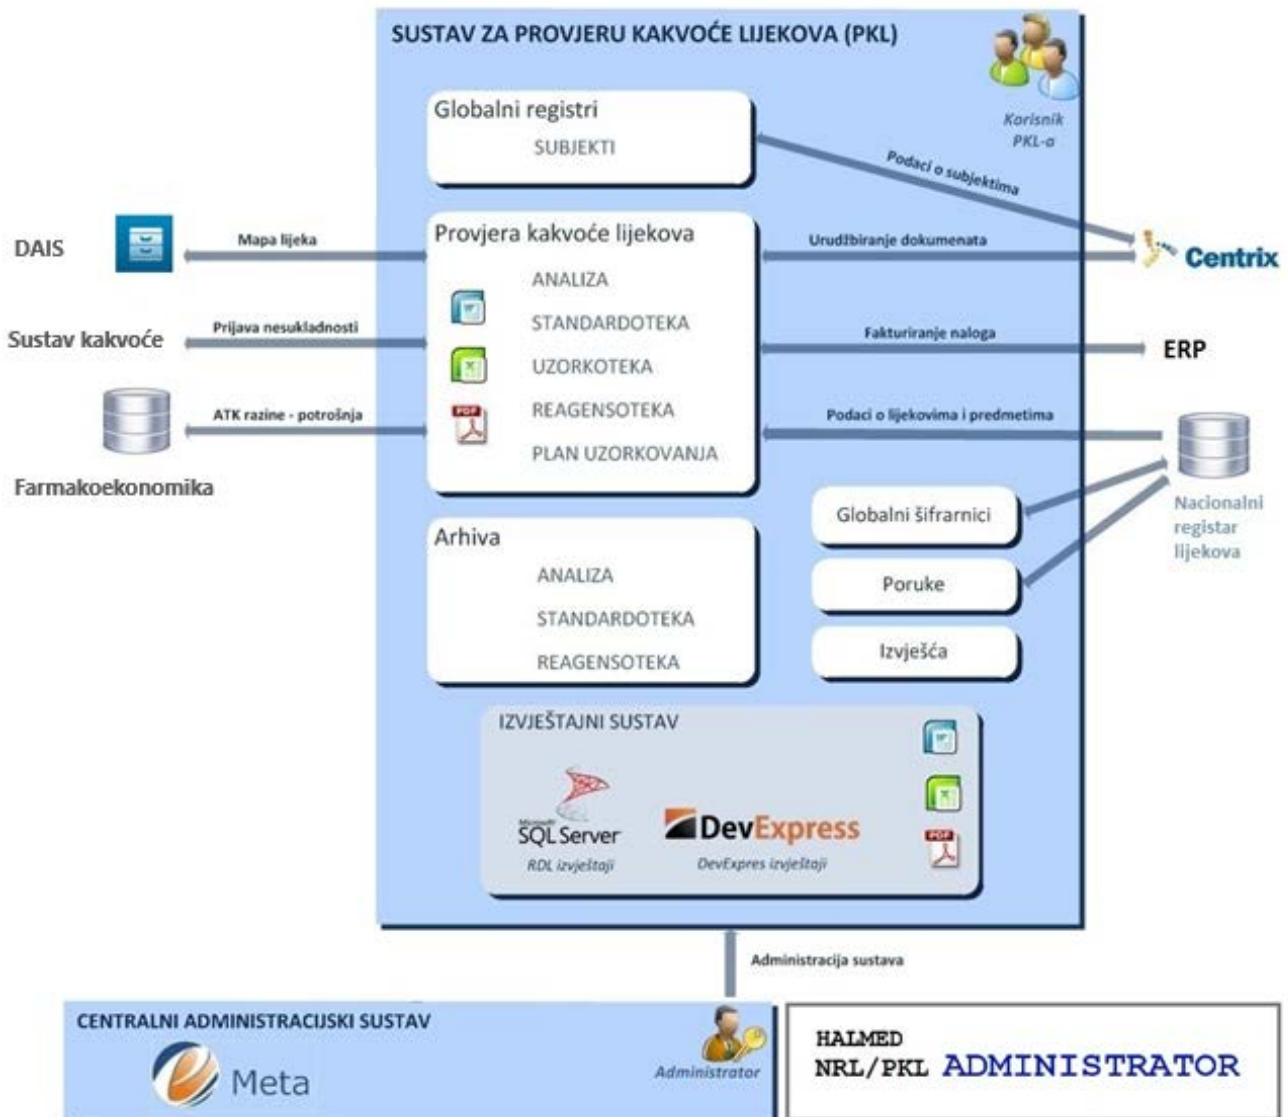 SUSTAV ZA PROVJERU KAKVOĆE LIJEKOVA (PKL)
Korisnik
PKL-a
Globalni registri
SUBJEKTI
Podaci o subjektima
DAIS
Mapa lijeka
Provjera kakvoće lijekova
Urudžbiranje dokumenata
Centrix
ANALIZA
STANDARDOTEKA
UZORKOTEKA
REAGENSOTEKA
PLAN UZORKOVANJA
PDF
Sustav kakvoće
Prijava nesukladnosti
Fakturiranje naloga
ERP
ATK razine - potrošnja
Farmakoekonomika
Podaci o lijekovima i predmetima
Nacionalni
registar
lijekova
Globalni šifrarnici
Poruke
Izvješća
Arhiva
ANALIZA
STANDARDOTEKA
REAGENSOTEKA
IZVJEŠTAJNI SUSTAV
Microsoft
SQL Server
RDL izvještaji
DevExpress
DevExpres izvještaji
PDF
Administracija sustava
CENTRALNI ADMINISTRACIJSKI SUSTAV
Meta
Administrator
HALMED
NRL/PKL ADMINISTRATOR